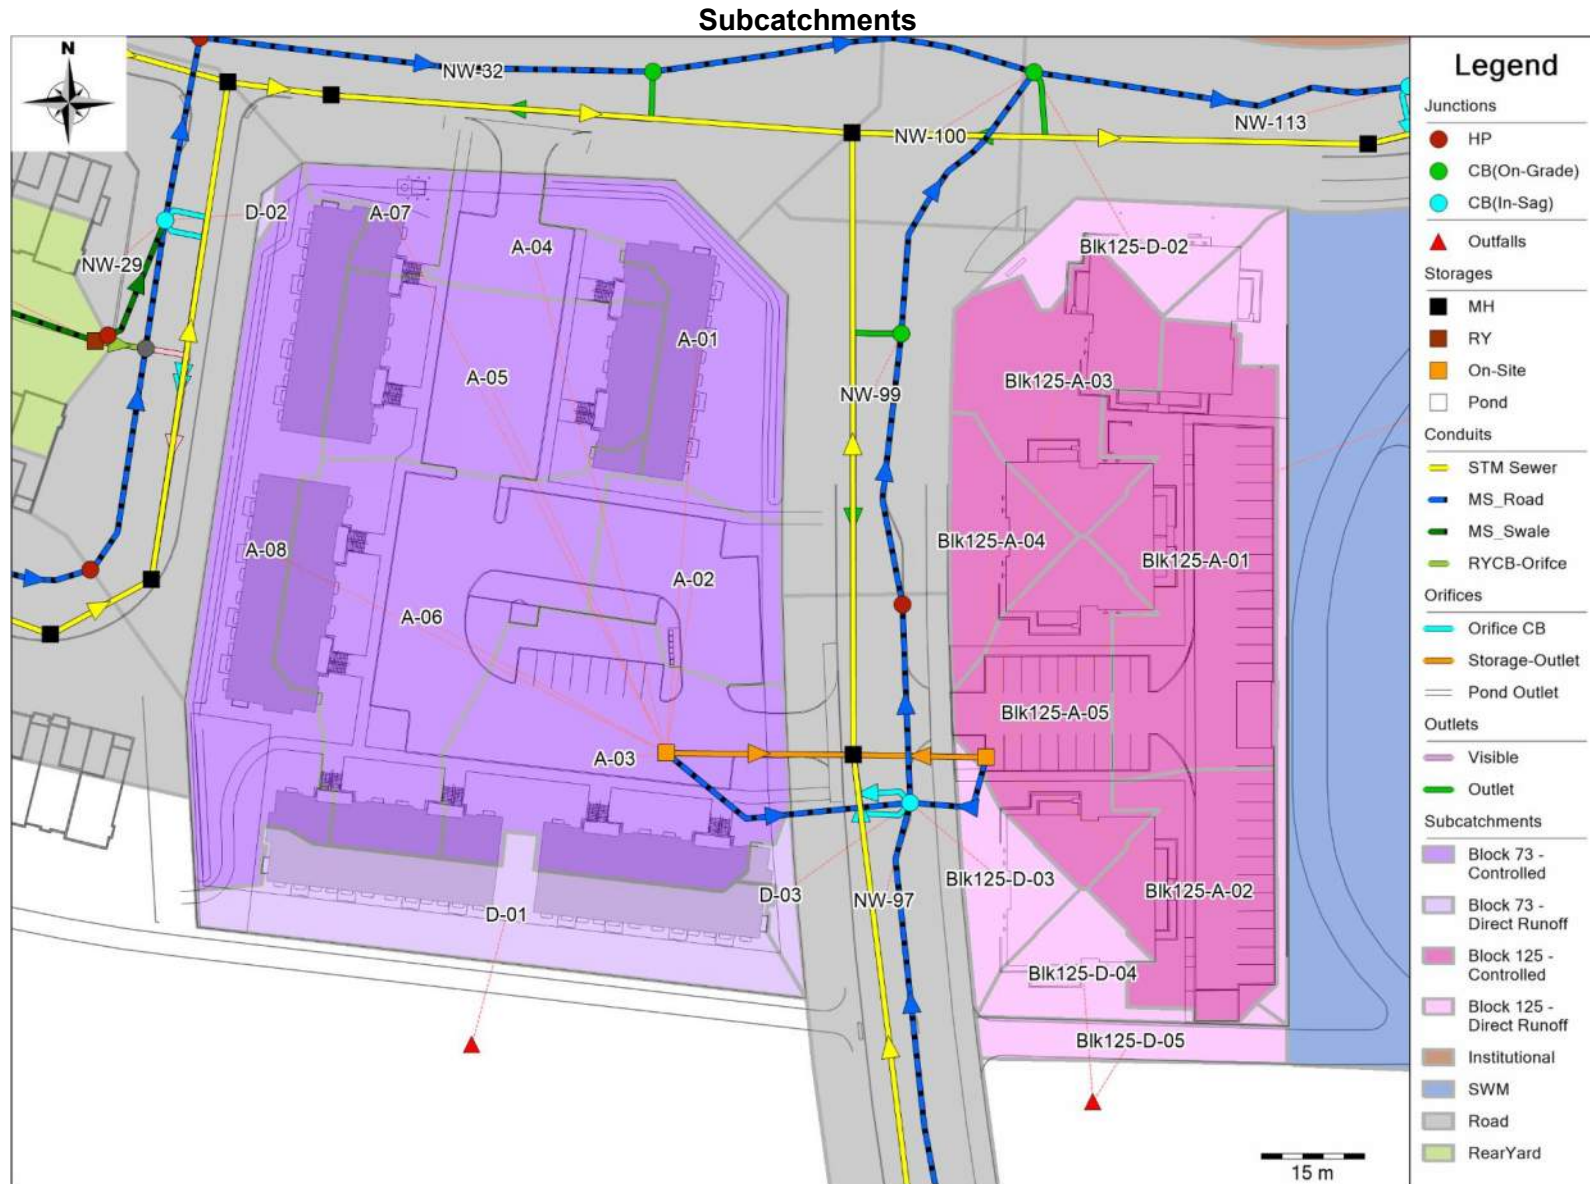 Subcatchments
N
NW-32
NW-100
NW-113
D-02
A-07
A-04
Blk125-D-02
NW-29
A-01
A-05
Blk125-A-03
NW-99
A-08
Blk125-A-04
Blk125-A-01
A-02
A-06
Blk125-A-05
A-03
Blk125-D-03
D-03
NW-97
Blk125-A-02
D-01
Blk125-D-04
Blk125-D-05
15 m
Legend
Junctions
HP
CB(On-Grade)
CB(In-Sag)
Outfalls
Storages
MH
RY
On-Site
Pond
Conduits
STM Sewer
MS_Road
MS_Swale
RYCB-Orifce
Orifices
Orifice CB
Storage-Outlet
Pond Outlet
Outlets
Visible
Outlet
Subcatchments
Block 73 -
Controlled
Block 73 -
Direct Runoff
Block 125 -
Controlled
Block 125 -
Direct Runoff
Institutional
SWM
Road
RearYard